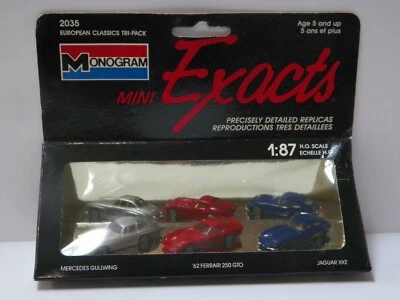 2035
EUROPEAN CLASSICS TRI-PACK
Age 5 and up
5 ans et plus
MONOGRAM
MINI Exacts
PRECISELY DETAILED REPLICAS
REPRODUCTIONS TRES DETAILLEES
1:87 H.O. SCALE
ECHELLE H.O.
MERCEDES GULLWING
'62 FERRARI 250 GTO
JAGUAR XKE